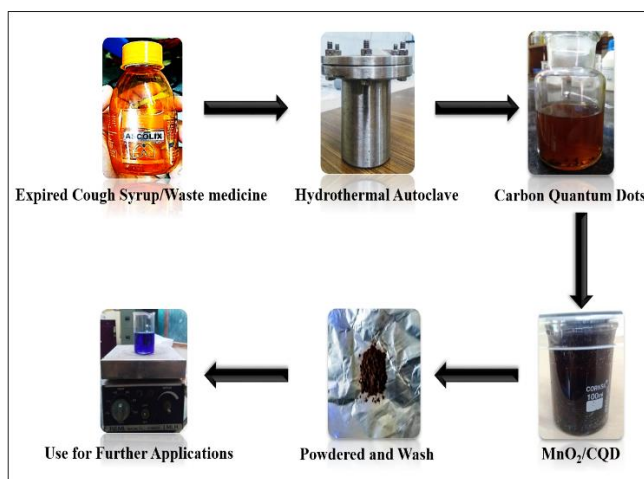 ASCOLIX
Expired Cough Syrup/Waste medicine
Hydrothermal Autoclave
Carbon Quantum Dots
100ml
Use for Further Applications
Powdered and Wash
MnO₂/CQD